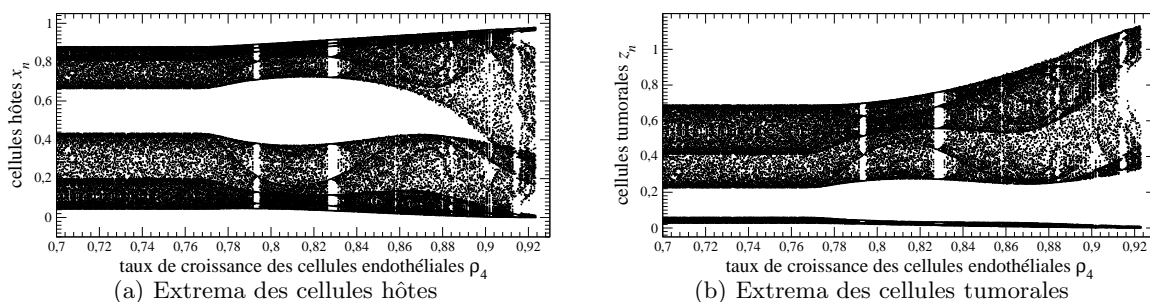 1
0,8
0,6
0,4
0,2
0
cellules hôtes xn
0,7 0,72 0,74 0,76 0,78 0,8 0,82 0,84 0,86 0,88 0,9 0,92
taux de croissance des cellules endothéliales ρ4
(a) Extrema des cellules hôtes
1
0,8
0,6
0,4
0,2
0
cellules tumorales zn
0,7 0,72 0,74 0,76 0,78 0,8 0,82 0,84 0,86 0,88 0,9 0,92
taux de croissance des cellules endothéliales ρ4
(b) Extrema des cellules tumorales